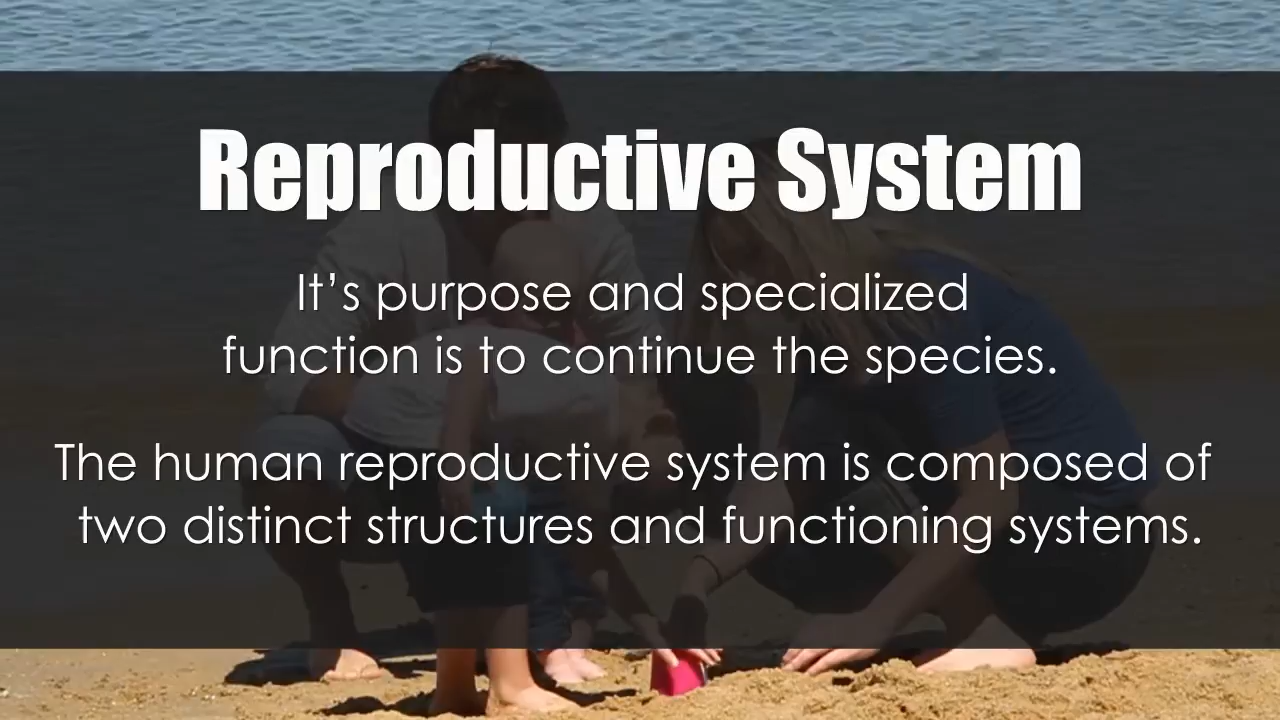 Reproductive System
It’s purpose and specialized
function is to continue the species.
The human reproductive system is composed of
two distinct structures and functioning systems.